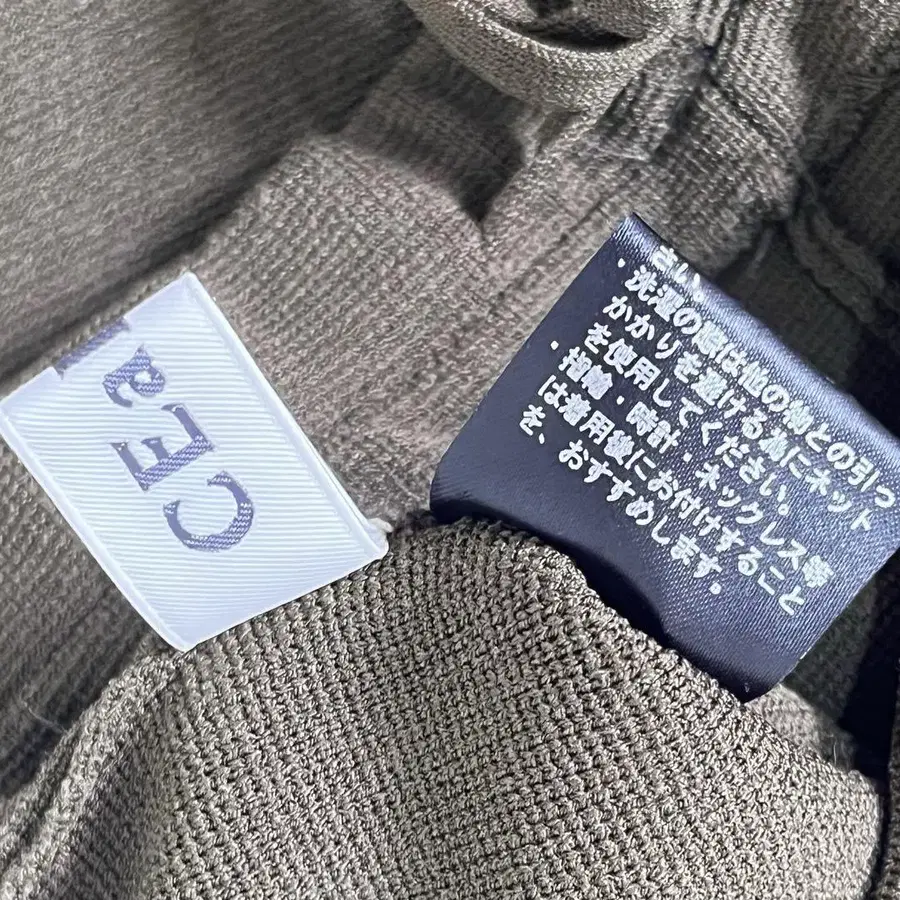 CEa
さい。
・洗濯の際は他の物との引っ
かかりを避ける為にネット
を使用してください。
・指輪・時計・ネックレス等
は着用後にお付けすること
を、おすすめします。